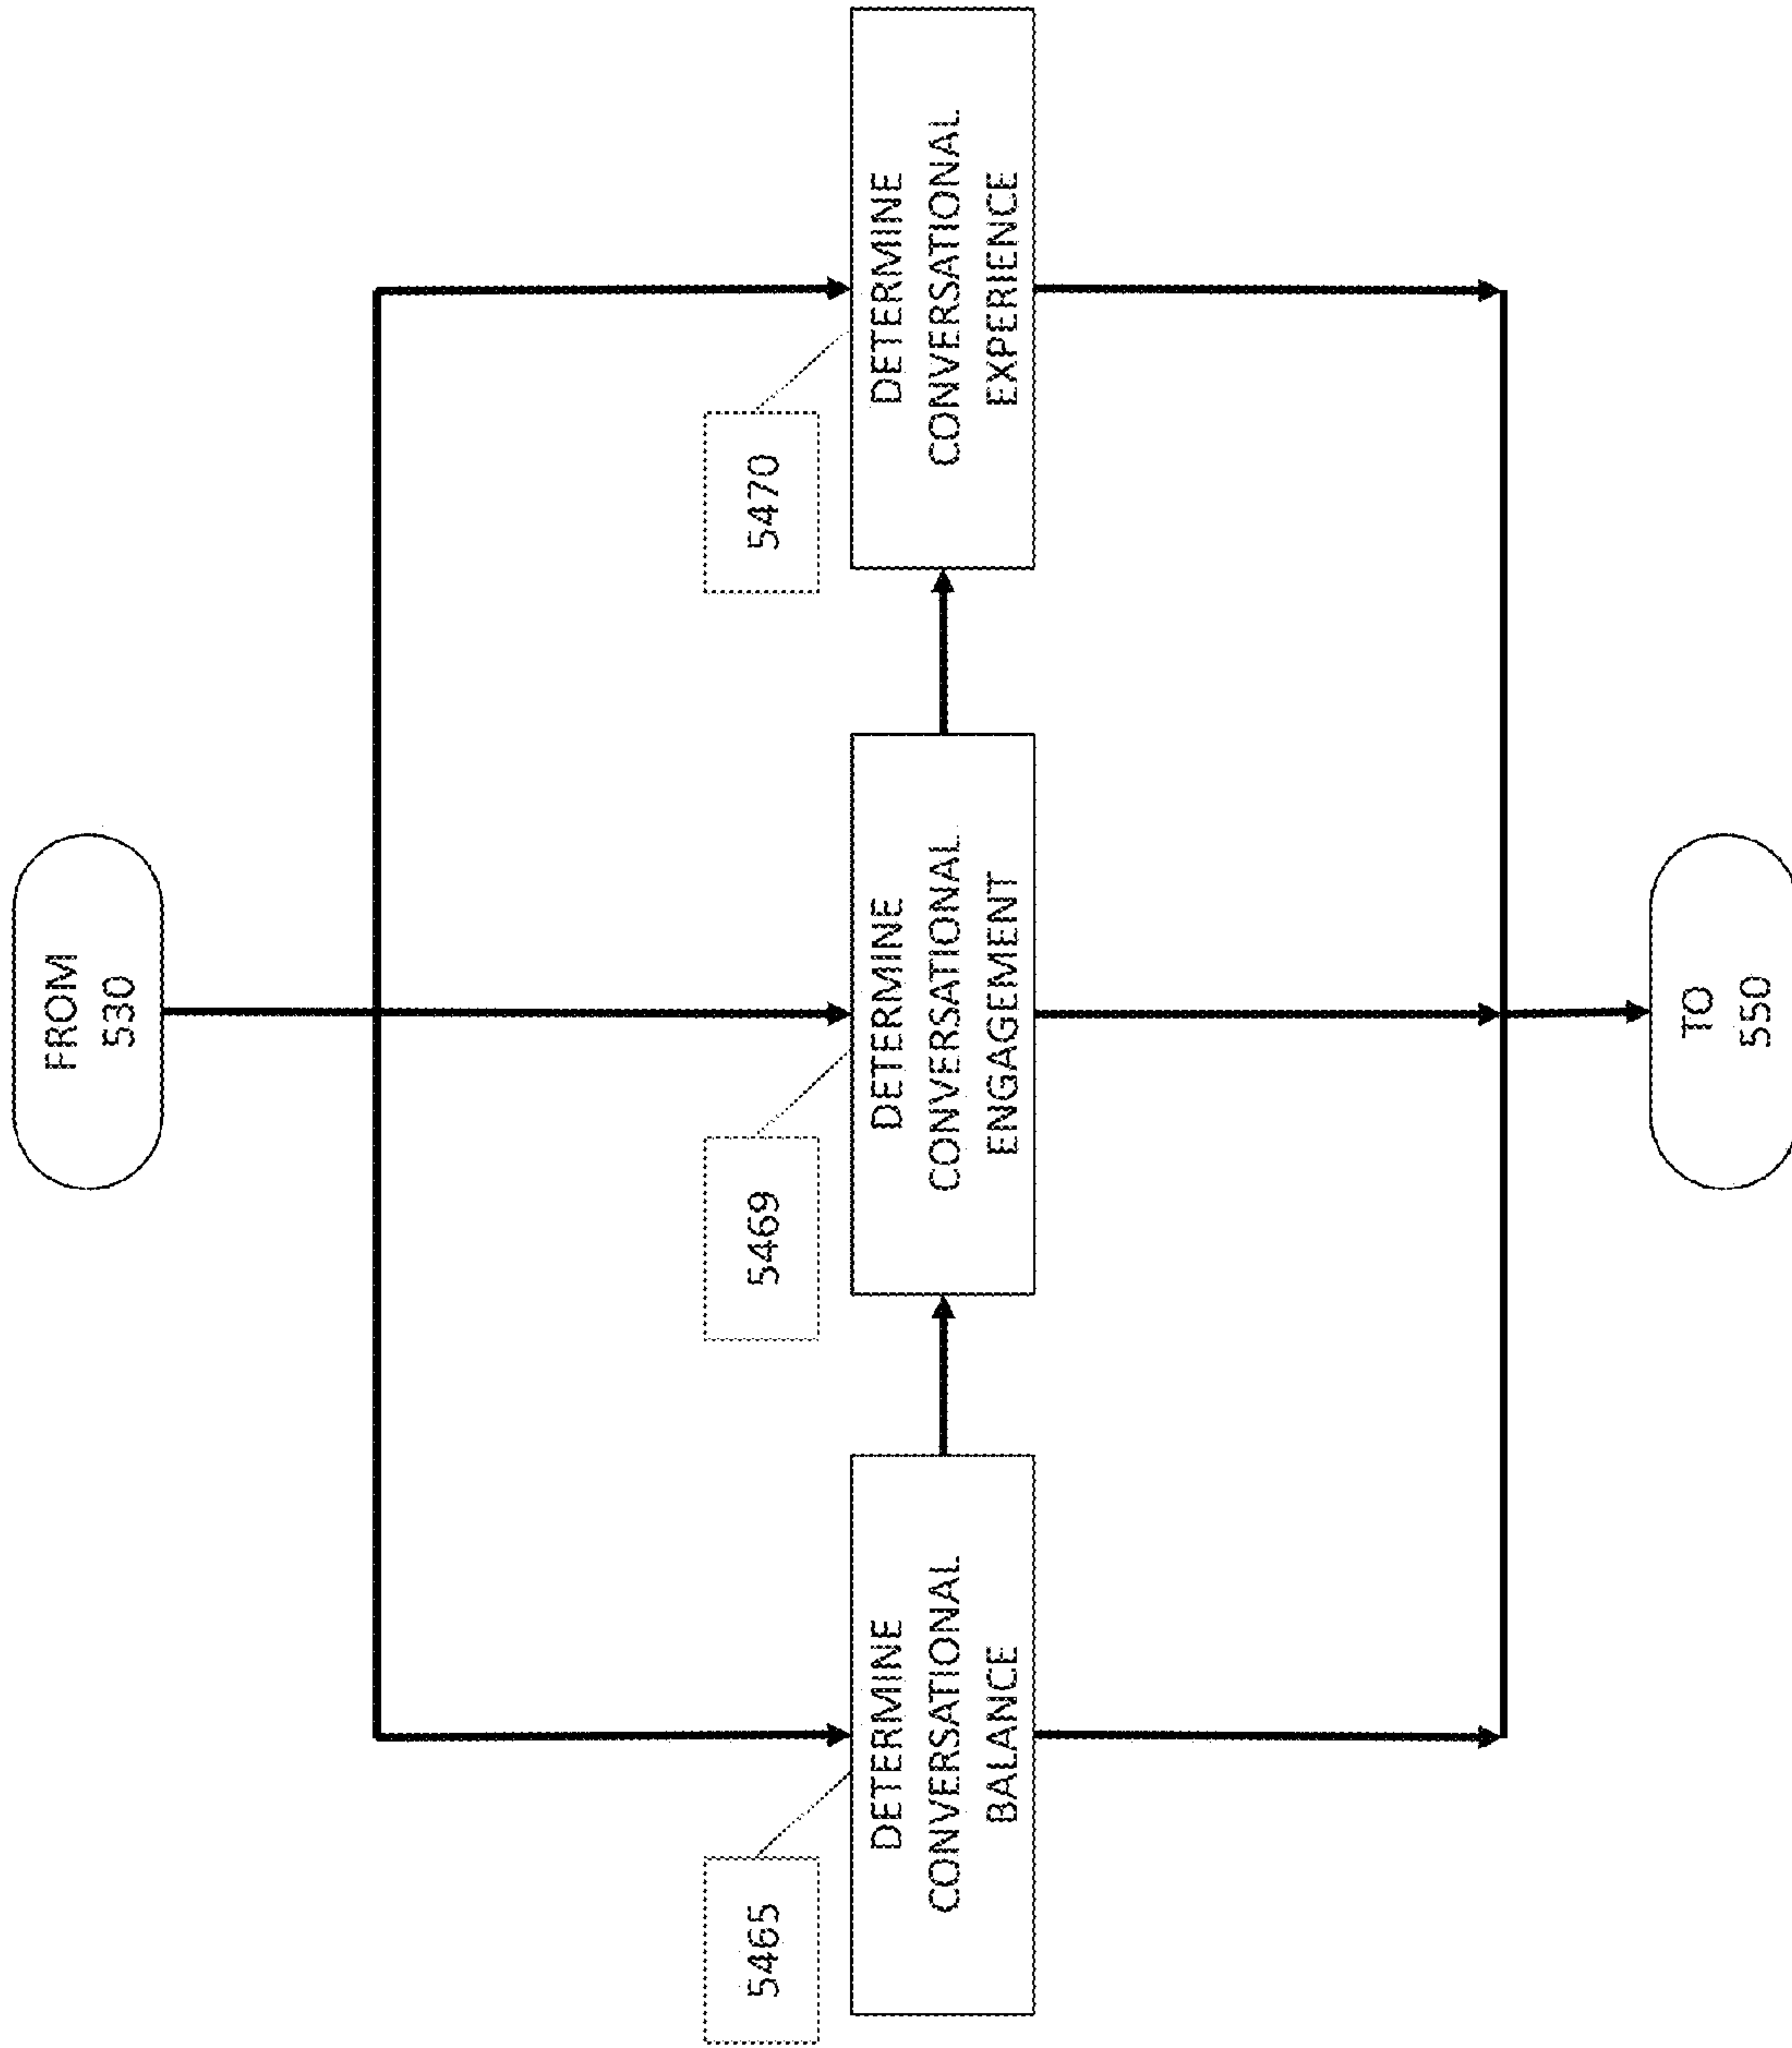 FROM
530
5465
DETERMINE
CONVERSATIONAL
BALANCE
5469
DETERMINE
CONVERSATIONAL
ENGAGEMENT
5470
DETERMINE
CONVERSATIONAL
EXPERIENCE
TO
550